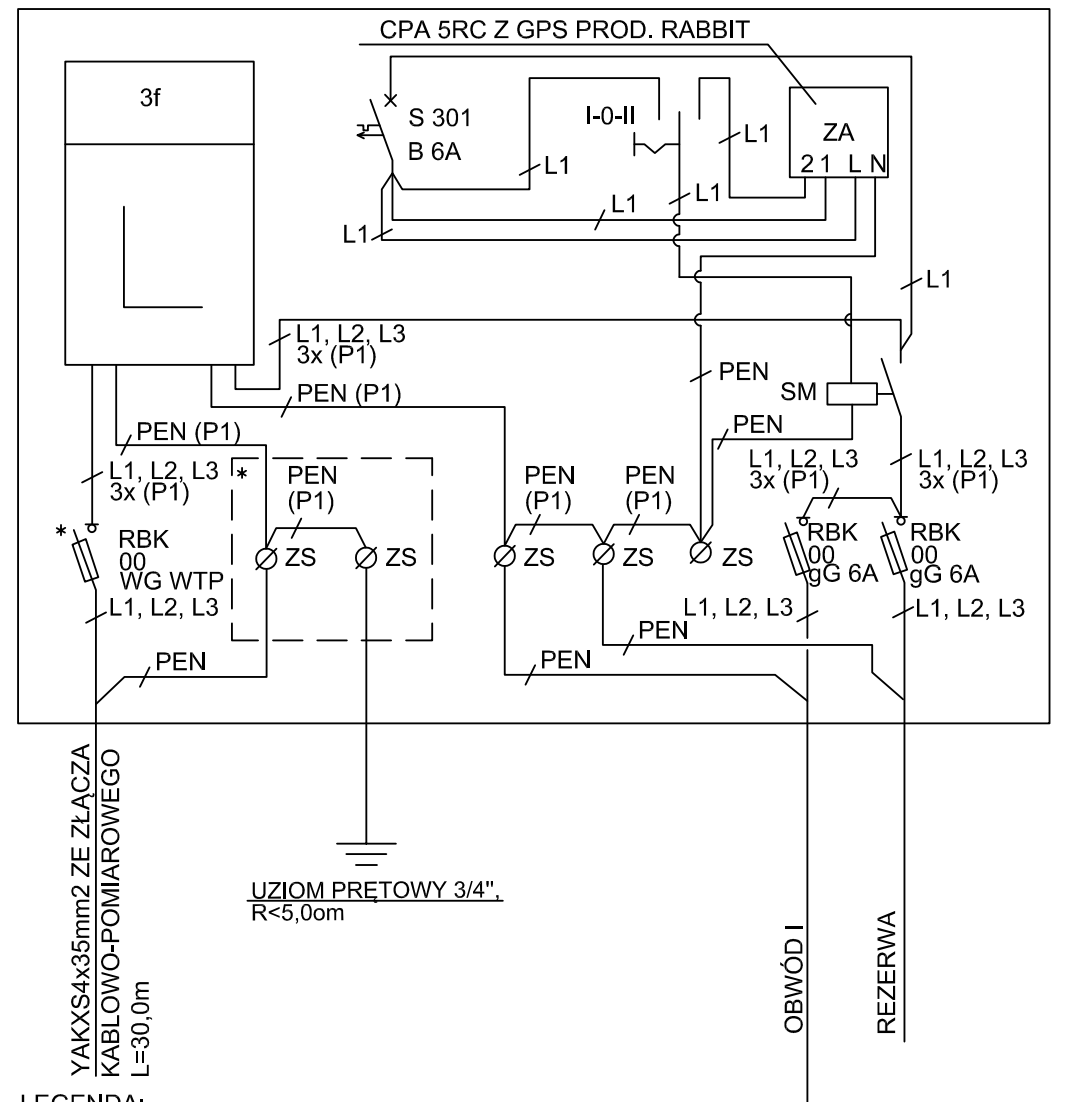 CPA 5RC Z GPS PROD. RABBIT
3f
S 301
B 6A
I-0-II
L1
ZA
2 1 L N
L1
L1
L1
L1
L1
L1, L2, L3
3x (P1)
PEN (P1)
PEN
SM
PEN
PEN (P1)
L1, L2, L3
3x (P1)
*
PEN
(P1)
PEN
(P1)
PEN
(P1)
L1, L2, L3
3x (P1)
L1, L2, L3
3x (P1)
*
RBK
00
WG WTP
ZS
ZS
ZS
ZS
ZS
RBK
00
gG 6A
RBK
00
gG 6A
L1, L2, L3
L1, L2, L3
L1, L2, L3
PEN
PEN
PEN
YAKXS4x35mm2 ZE ZŁĄCZA
KABLOWO-POMIAROWEGO
L=30,0m
UZIOM PRĘTOWY 3/4",
R<5,0om
OBWÓD I
REZERWA
LEGENDA: